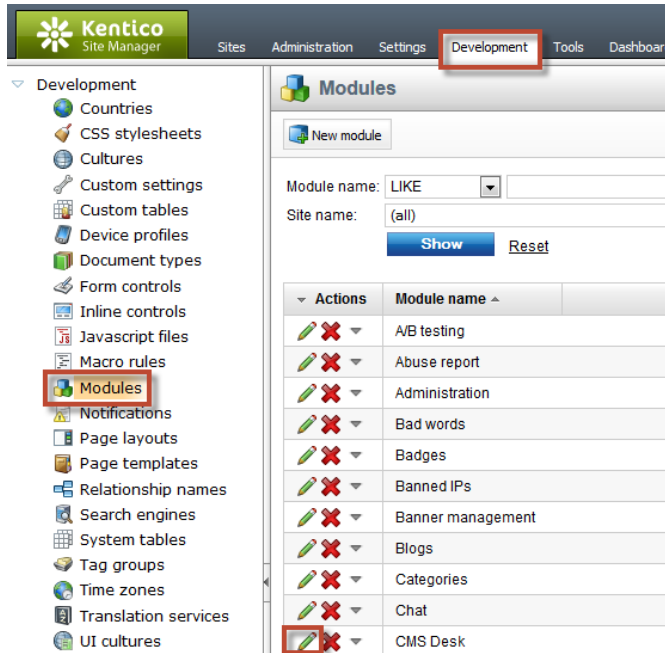 Kentico
Site Manager
Sites Administration Settings Development Tools Dashboar
Development
Countries
CSS stylesheets
Cultures
Custom settings
Custom tables
Device profiles
Document types
Form controls
Inline controls
Javascript files
Macro rules
Modules
Notifications
Page layouts
Page templates
Relationship names
Search engines
System tables
Tag groups
Time zones
Translation services
UI cultures
Modules
New module
Module name: LIKE
Site name: (all)
Show Reset
Actions Module name
A/B testing
Abuse report
Administration
Bad words
Badges
Banned IPs
Banner management
Blogs
Categories
Chat
CMS Desk